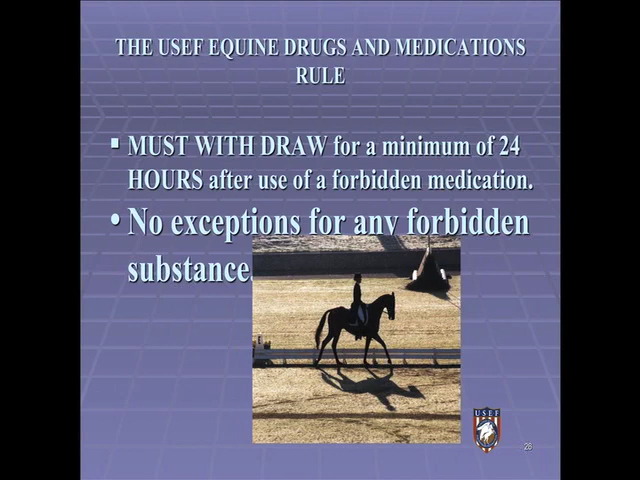 THE USEF EQUINE DRUGS AND MEDICATIONS
RULE
MUST WITH DRAW for a minimum of 24
HOURS after use of a forbidden medication.
No exceptions for any forbidden
substance.
USEF
28